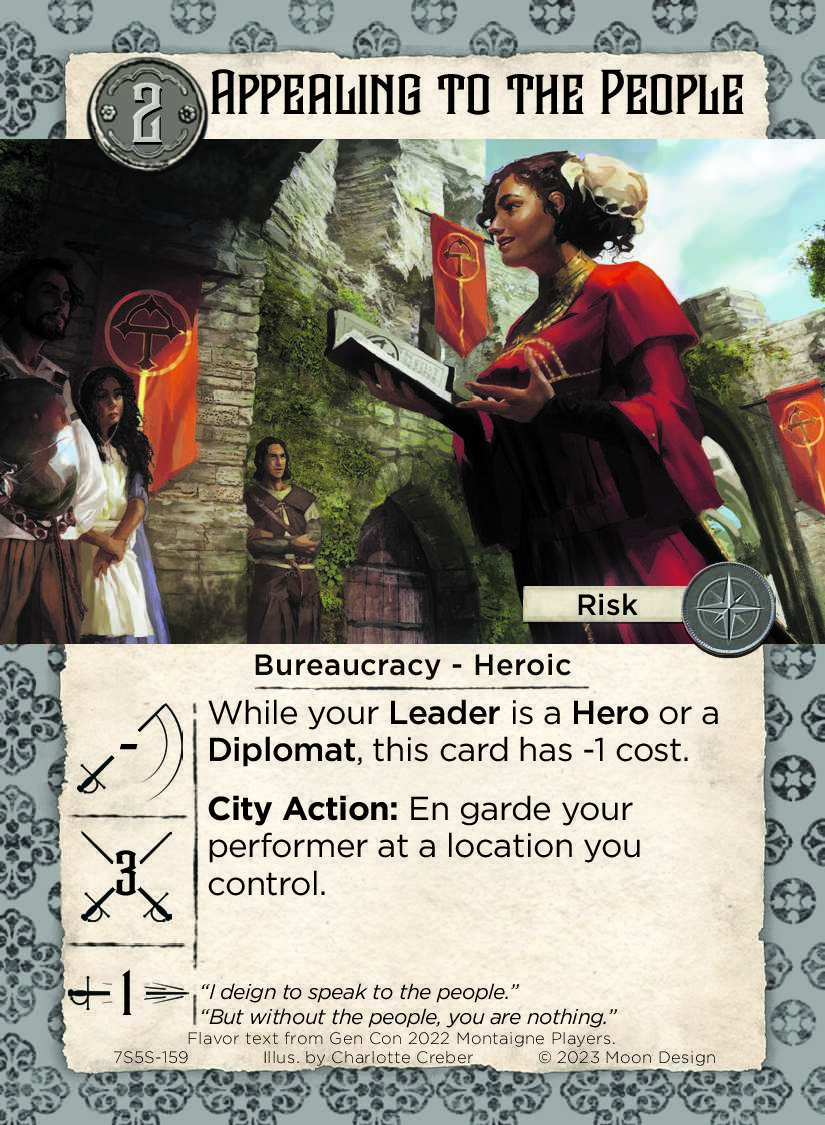 2
APPEALING TO THE PEOPLE
Risk
Bureaucracy - Heroic
-
While your Leader is a Hero or a
Diplomat, this card has -1 cost.
3
City Action: En garde your
performer at a location you
control.
1
“I deign to speak to the people.”
“But without the people, you are nothing.”
Flavor text from Gen Con 2022 Montaigne Players.
7S5S-159 Illus. by Charlotte Creber © 2023 Moon Design